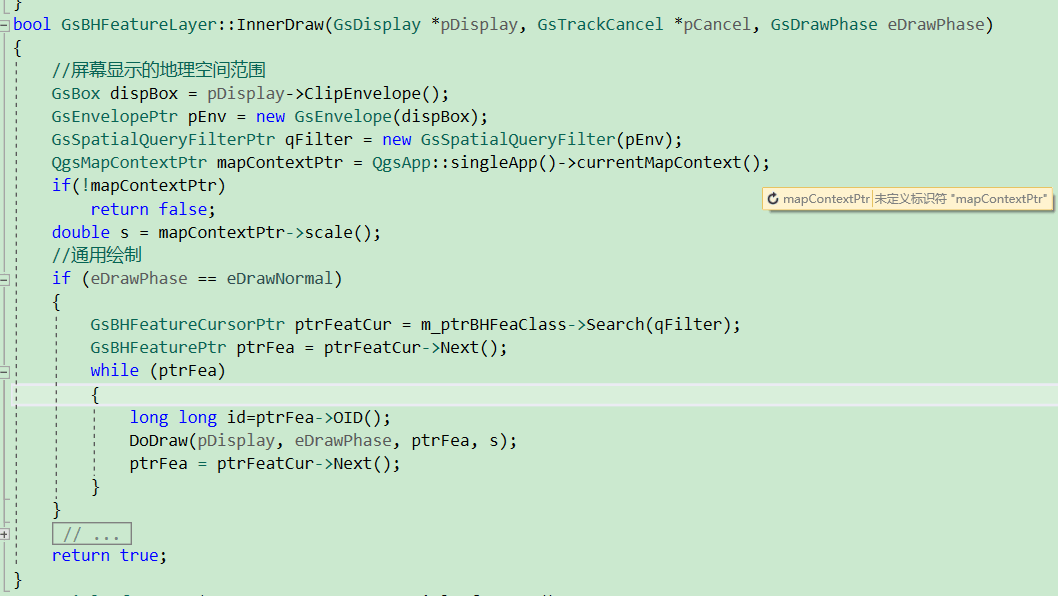 }
bool GsBHFeatureLayer::InnerDraw(GsDisplay *pDisplay, GsTrackCancel *pCancel, GsDrawPhase eDrawPhase)
{
//屏幕显示的地理空间范围
GsBox dispBox = pDisplay->ClipEnvelope();
GsEnvelopePtr pEnv = new GsEnvelope(dispBox);
GsSpatialQueryFilterPtr qFilter = new GsSpatialQueryFilter(pEnv);
QgsMapContextPtr mapContextPtr = QgsApp::singleApp()->currentMapContext();
if(!mapContextPtr)
mapContextPtr 未定义标识符 "mapContextPtr"
return false;
double s = mapContextPtr->scale();
//通用绘制
if (eDrawPhase == eDrawNormal)
{
GsBHFeatureCursorPtr ptrFeatCur = m_ptrBHFeaClass->Search(qFilter);
GsBHFeaturePtr ptrFea = ptrFeatCur->Next();
while (ptrFea)
{
long long id=ptrFea->OID();
DoDraw(pDisplay, eDrawPhase, ptrFea, s);
ptrFea = ptrFeatCur->Next();
}
}
// ...
return true;
}